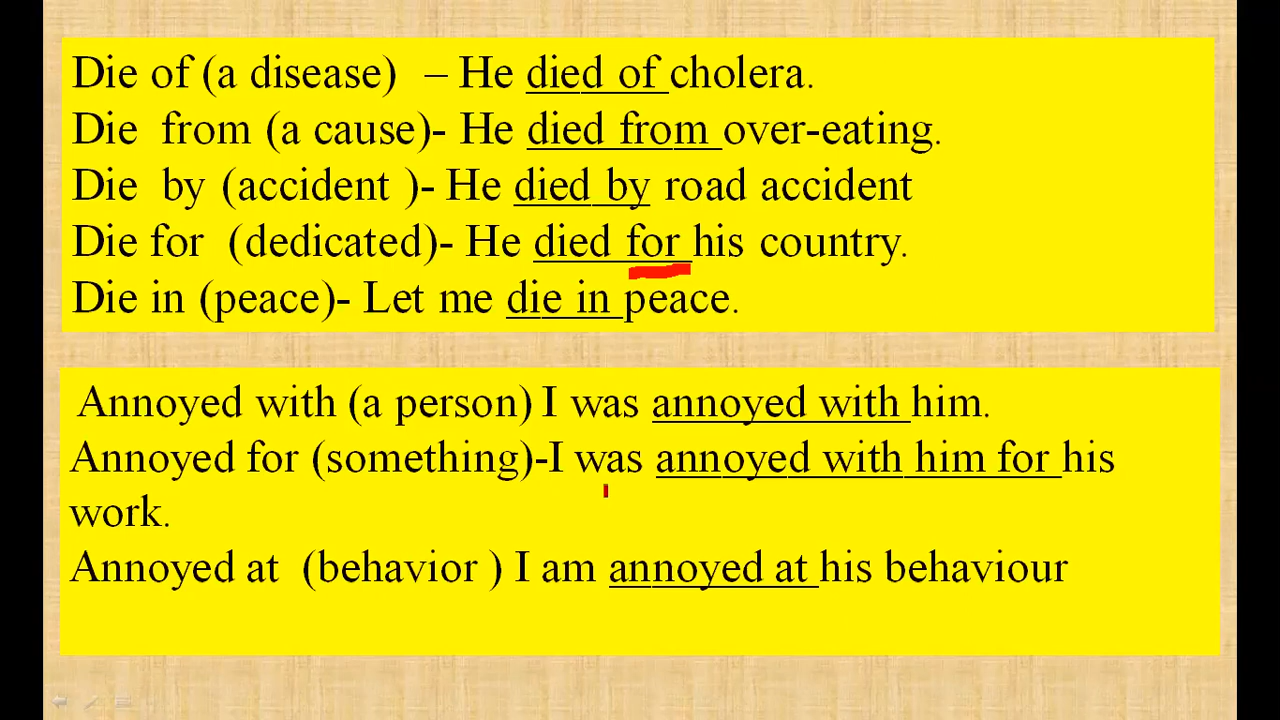 Die of (a disease)  – He died of cholera.
Die  from (a cause)- He died from over-eating.
Die  by (accident )- He died by road accident
Die for  (dedicated)- He died for his country.
Die in (peace)- Let me die in peace.
Annoyed with (a person) I was annoyed with him.
Annoyed for (something)-I was annoyed with him for his
work.
Annoyed at  (behavior ) I am annoyed at his behaviour